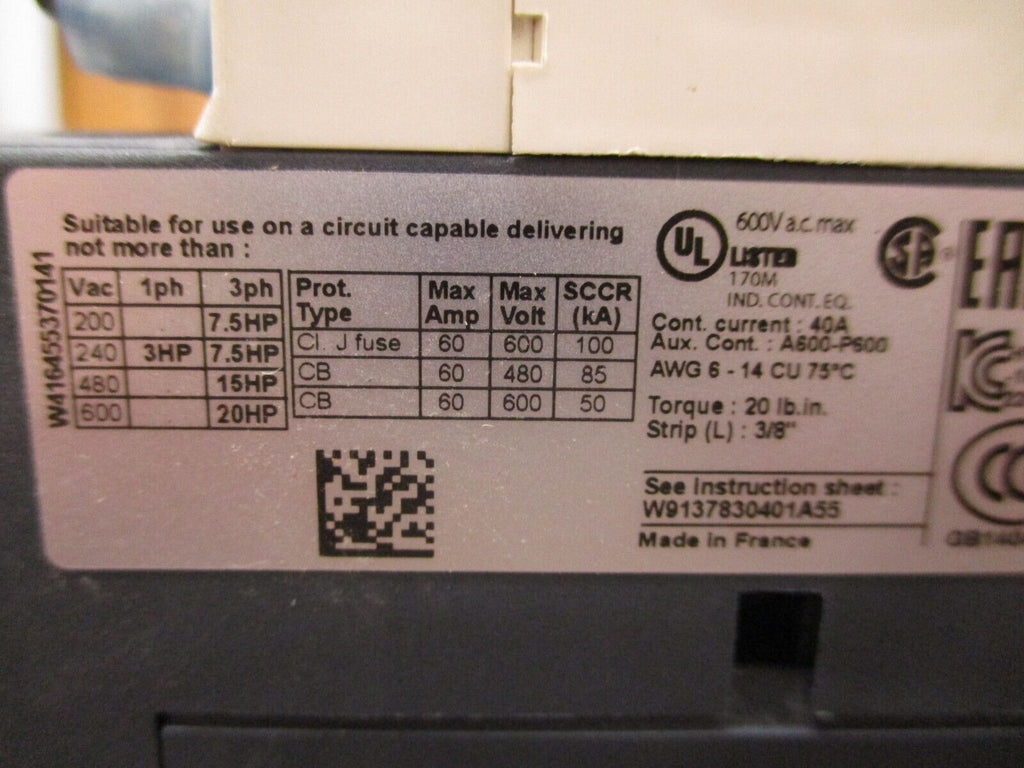 Suitable for use on a circuit capable delivering
not more than :
Vac 1ph 3ph
200 7.5HP
240 3HP 7.5HP
480 15HP
600 20HP
Prot. Type Max Amp Max Volt SCCR (kA)
Cl. J fuse 60 600 100
CB 60 480 85
CB 60 600 50
W4164553701​41
UL
LISTED
600V a.c. max
170M
IND. CONT. EQ.
Cont. current : 40A
Aux. Cont. : A600-P600
AWG 6 - 14 CU 75°C
Torque : 20 lb.in.
Strip (L) : 3/8"
See Instruction sheet :
W9137830401A55
Made in France